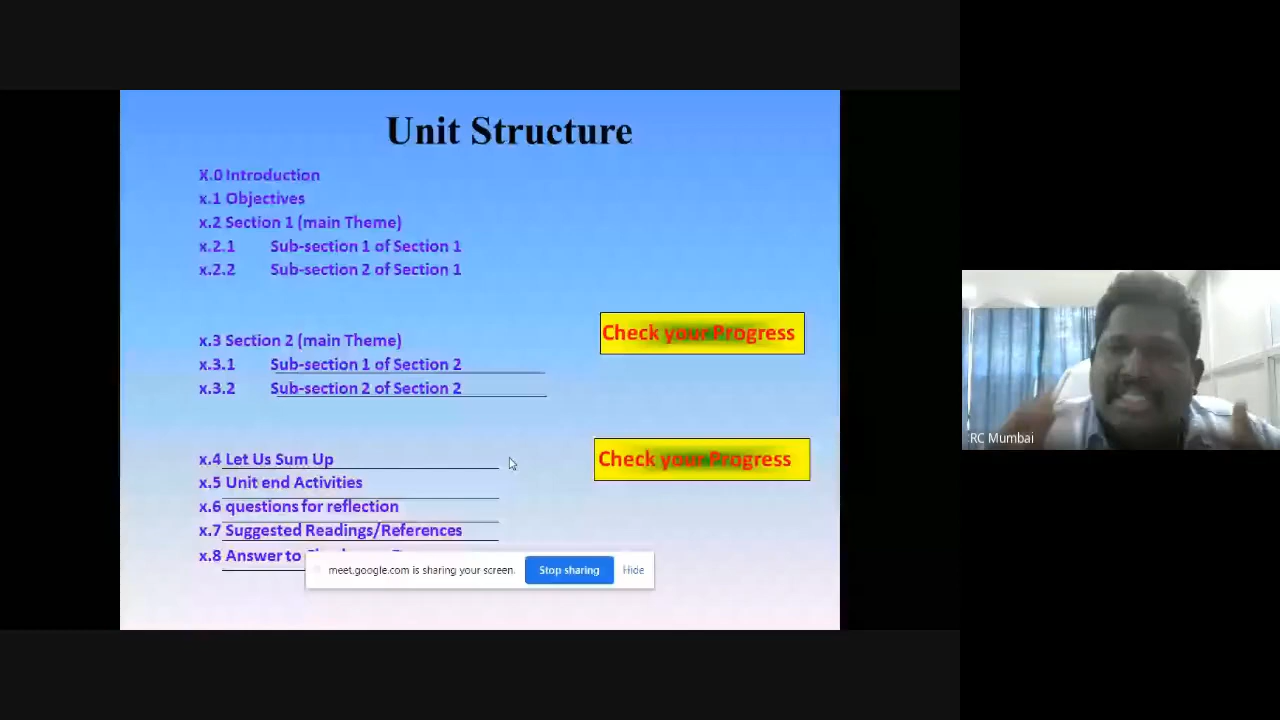 Unit Structure
X.0 Introduction
x.1 Objectives
x.2 Section 1 (main Theme)
x.2.1 Sub-section 1 of Section 1
x.2.2 Sub-section 2 of Section 1
Check your Progress
x.3 Section 2 (main Theme)
x.3.1 Sub-section 1 of Section 2
x.3.2 Sub-section 2 of Section 2
x.4 Let Us Sum Up
Check your Progress
x.5 Unit end Activities
x.6 questions for reflection
x.7 Suggested Readings/References
x.8 Answer to
meet.google.com is sharing your screen. Stop sharing Hide
RC Mumbai